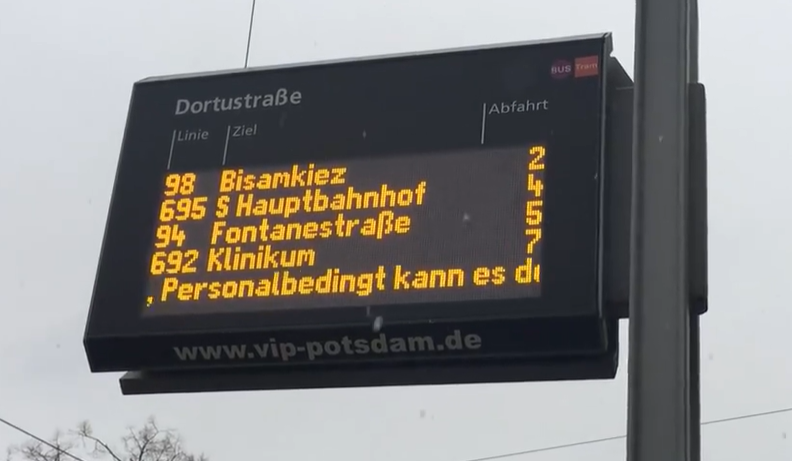 BUS Tram
Dortustraße
Linie Ziel Abfahrt
98 Bisamkiez 2
695 S Hauptbahnhof 4
94 Fontanestraße 5
692 Klinikum 7
, Personalbedingt kann es de
www.vip-potsdam.de